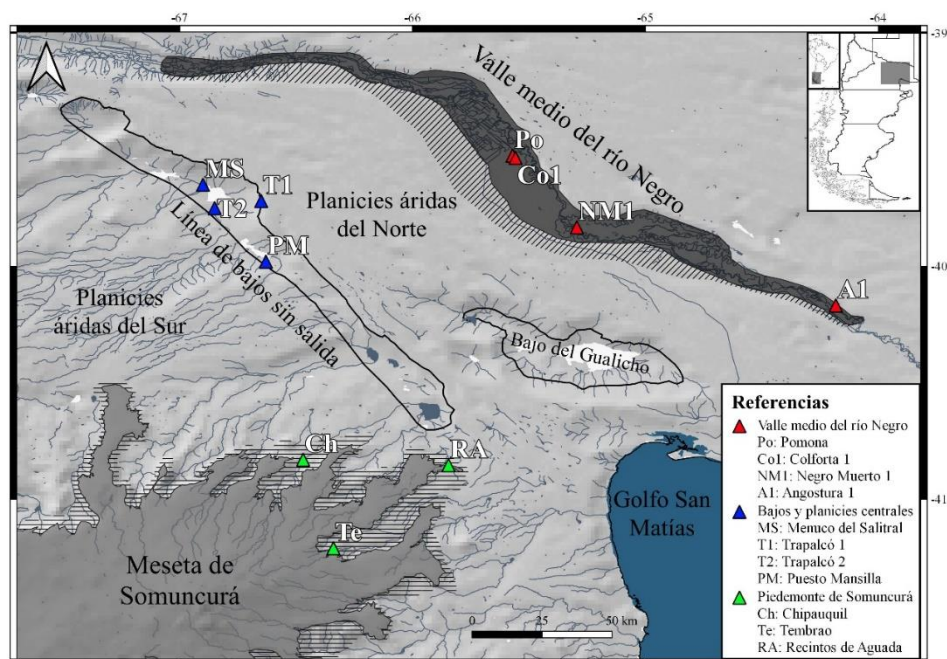 -67
-66
-65
-64
-39
Valle medio del río Negro
Po
Co1
MS
T1
T2
Planicies áridas
del Norte
NM1
PM
-40
Línea de bajos sin salida
A1
Planicies
áridas del Sur
Bajo del Gualicho
Ch
RA
Golfo San
Matías
-41
Te
Meseta de
Somuncurá
0
25
50 km
Referencias
Valle medio del río Negro
Po: Pomona
Co1: Colforta 1
NM1: Negro Muerto 1
A1: Angostura 1
Bajos y planicies centrales
MS: Menuco del Salitral
T1: Trapalcó 1
T2: Trapalcó 2
PM: Puesto Mansilla
Piedemonte de Somuncurá
Ch: Chipauquil
Te: Tembrao
RA: Recintos de Aguada